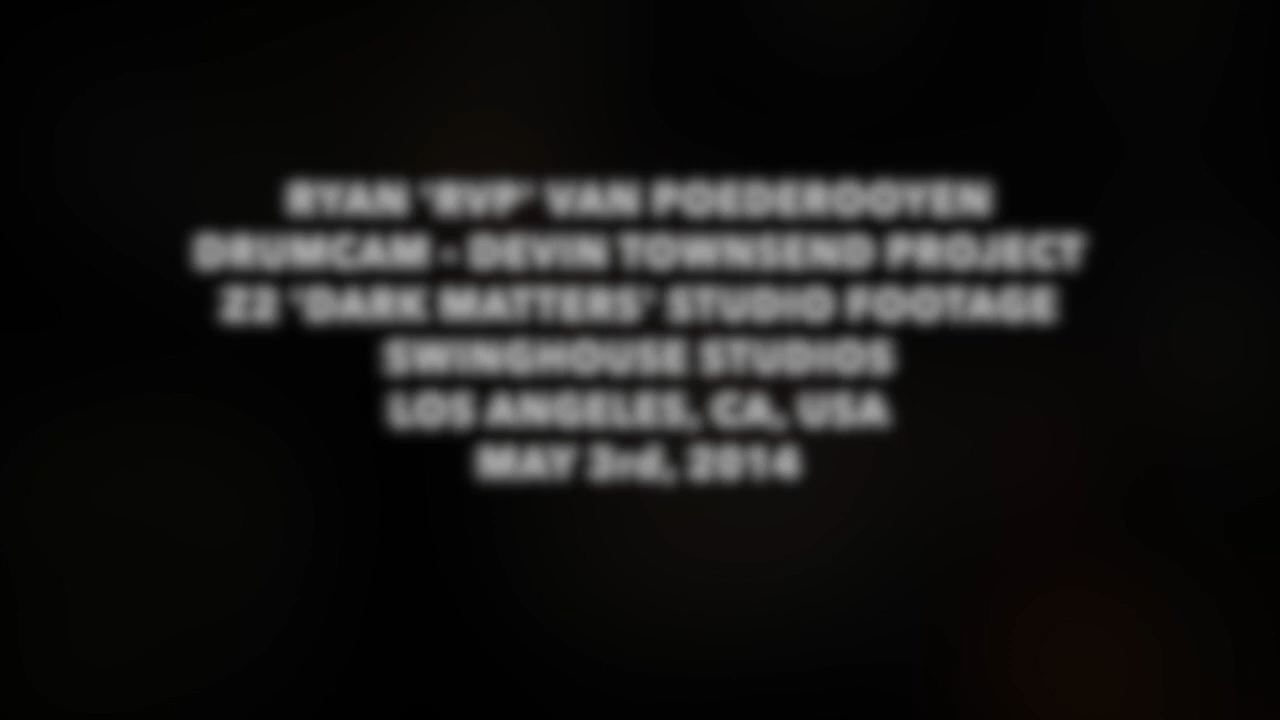 RYAN 'RVP' VAN POEDEROOYEN
DRUMCAM - DEVIN TOWNSEND PROJECT
Z2 'DARK MATTERS' STUDIO FOOTAGE
SWINGHOUSE STUDIOS
LOS ANGELES, CA, USA
MAY 3rd, 2014